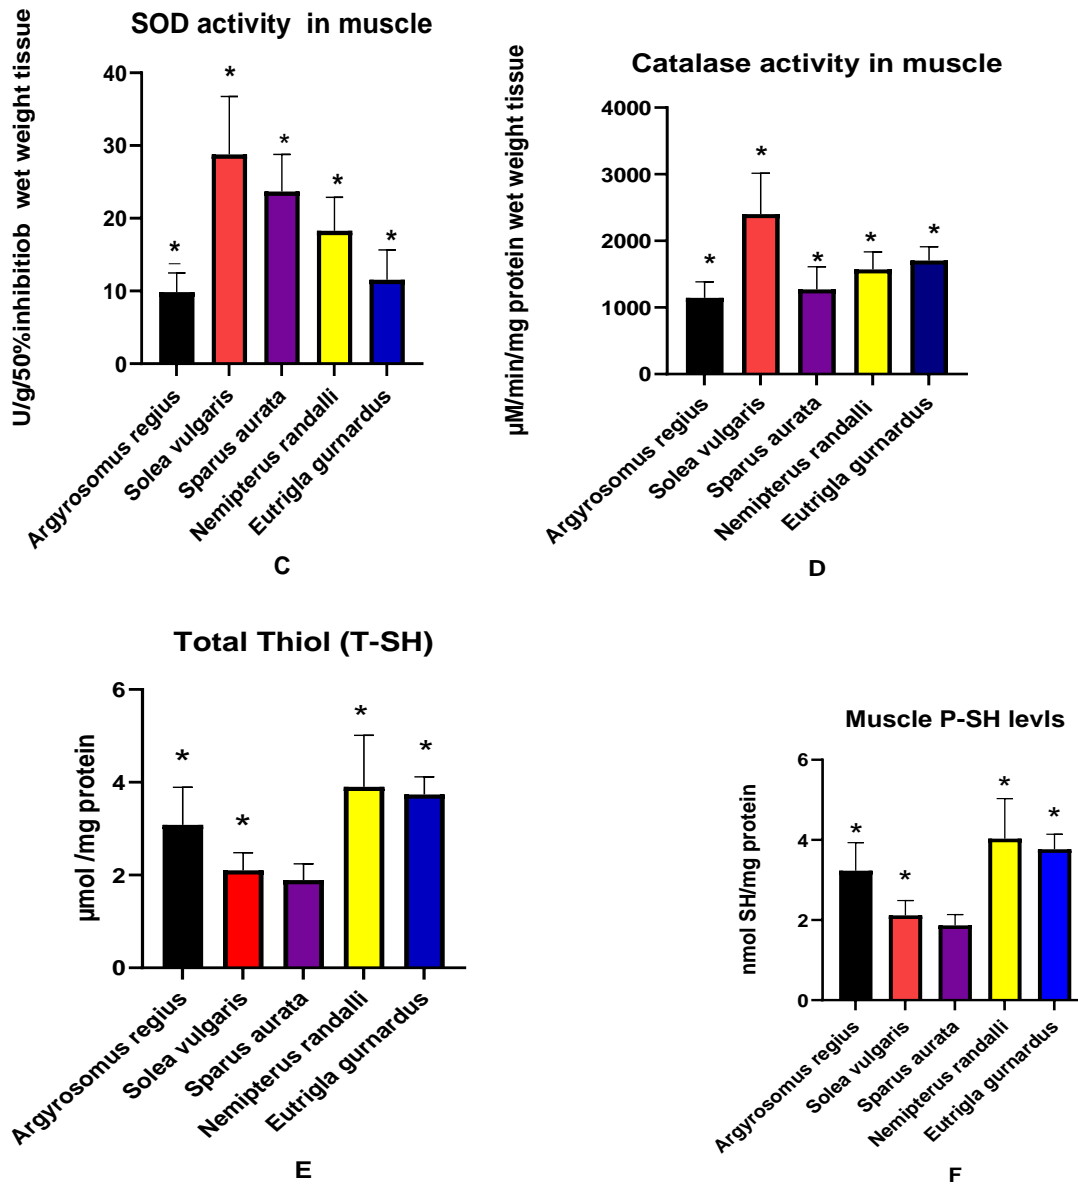 SOD activity  in muscle
U/g/50%inhibitiob  wet weight tissue
40
30
20
10
0
*
*
*
*
*
Argyrosomus regius
Solea vulgaris
Sparus aurata
Nemipterus randalli
Eutrigla gurnardus
C
Catalase activity in muscle
µM/min/mg protein wet weight tissue
4000
3000
2000
1000
0
*
*
*
*
*
Argyrosomus regius
Solea vulgaris
Sparus aurata
Nemipterus randalli
Eutrigla gurnardus
D
Total Thiol (T-SH)
µmol /mg protein
6
4
2
0
*
*
*
*
Argyrosomus regius
Solea vulgaris
Sparus aurata
Nemipterus randalli
Eutrigla gurnardus
E
Muscle P-SH levls
nmol SH/mg protein
6
4
2
0
*
*
*
*
Argyrosomus regius
Solea vulgaris
Sparus aurata
Nemipterus randalli
Eutrigla gurnardus
F